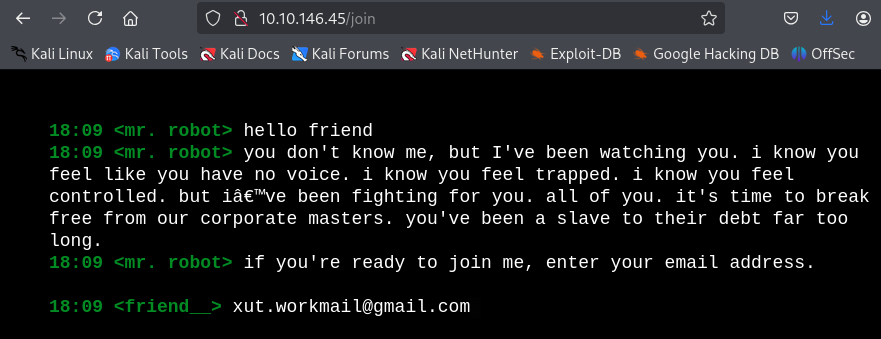 10.10.146.45/join
Kali Linux Kali Tools Kali Docs Kali Forums Kali NetHunter Exploit-DB Google Hacking DB OffSec
18:09 <mr. robot> hello friend
18:09 <mr. robot> you don't know me, but I've been watching you. i know you
feel like you have no voice. i know you feel trapped. i know you feel
controlled. but iâ€™ve been fighting for you. all of you. it's time to break
free from our corporate masters. you've been a slave to their debt far too
long.
18:09 <mr. robot> if you're ready to join me, enter your email address.
18:09 <friend__> xut.workmail@gmail.com